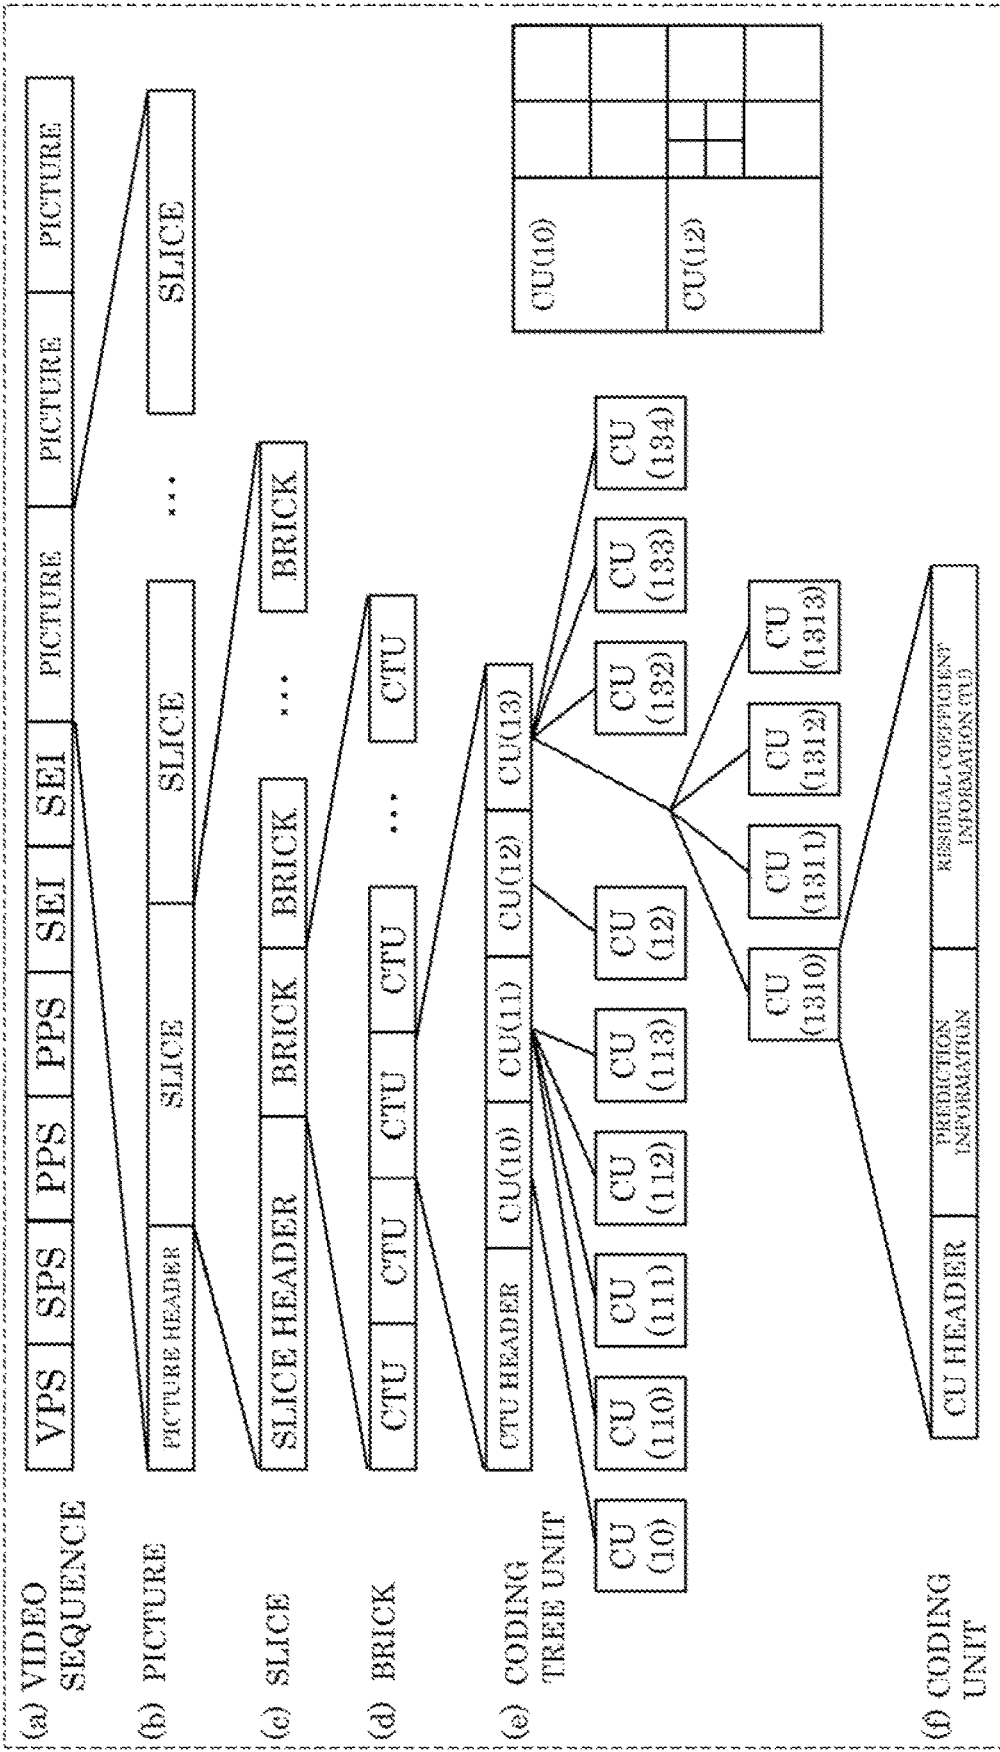 (a) VIDEO
SEQUENCE
VPS SPS PPS PPS SEI SEI PICTURE PICTURE PICTURE
(b) PICTURE
PICTURE HEADER SLICE SLICE ... SLICE
(c) SLICE
SLICE HEADER BRICK BRICK ... BRICK
(d) BRICK
CTU CTU CTU CTU ... CTU
(e) CODING
TREE UNIT
CTU HEADER CU(10) CU(11) CU(12) CU(13)
CU
(10)
CU
(110)
CU
(111)
CU
(112)
CU
(113)
CU
(12)
CU
(132)
CU
(133)
CU
(134)
CU(10)
CU(12)
CU
(1310)
CU
(1311)
CU
(1312)
CU
(1313)
(f) CODING
UNIT
CU HEADER
PREDICTION
INFORMATION
RESIDUAL COEFFICIENT
INFORMATION (TU)